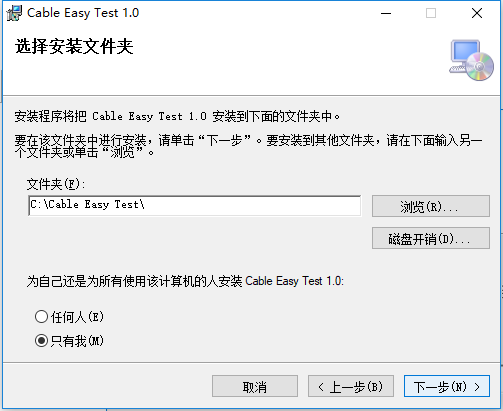 Cable Easy Test 1.0
选择安装文件夹
安装程序将把 Cable Easy Test 1.0 安装到下面的文件夹中。
要在该文件夹中进行安装，请单击“下一步”。要安装到其他文件夹，请在下面输入另一
个文件夹或单击“浏览”。
文件夹(F):
C:\Cable Easy Test\
浏览(R)...
磁盘开销(D)...
为自己还是为所有使用该计算机的人安装 Cable Easy Test 1.0:
任何人(E)
只有我(M)
取消
< 上一步(B)
下一步(N) >